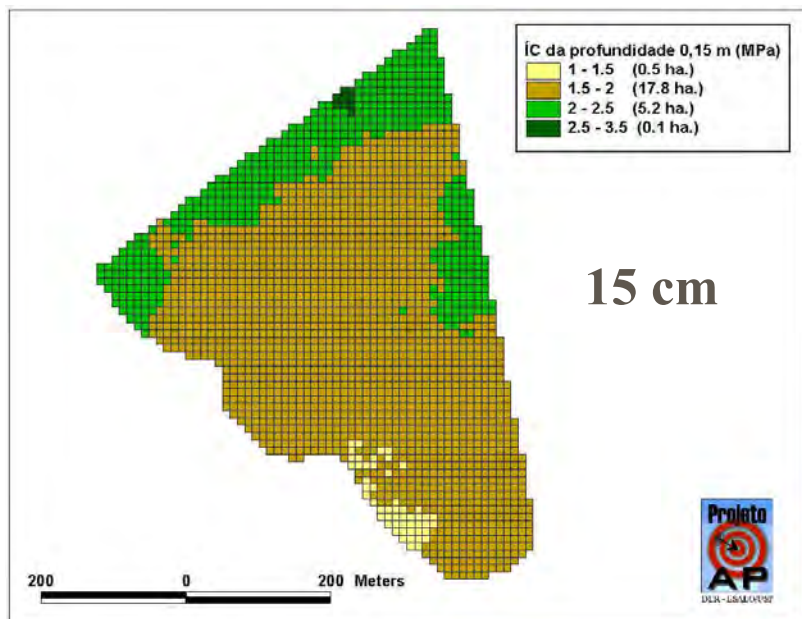 ÍC da profundidade 0,15 m (MPa)
1 - 1.5 (0.5 ha.)
1.5 - 2 (17.8 ha.)
2 - 2.5 (5.2 ha.)
2.5 - 3.5 (0.1 ha.)
15 cm
Projeto
AP
200 0 200 Meters